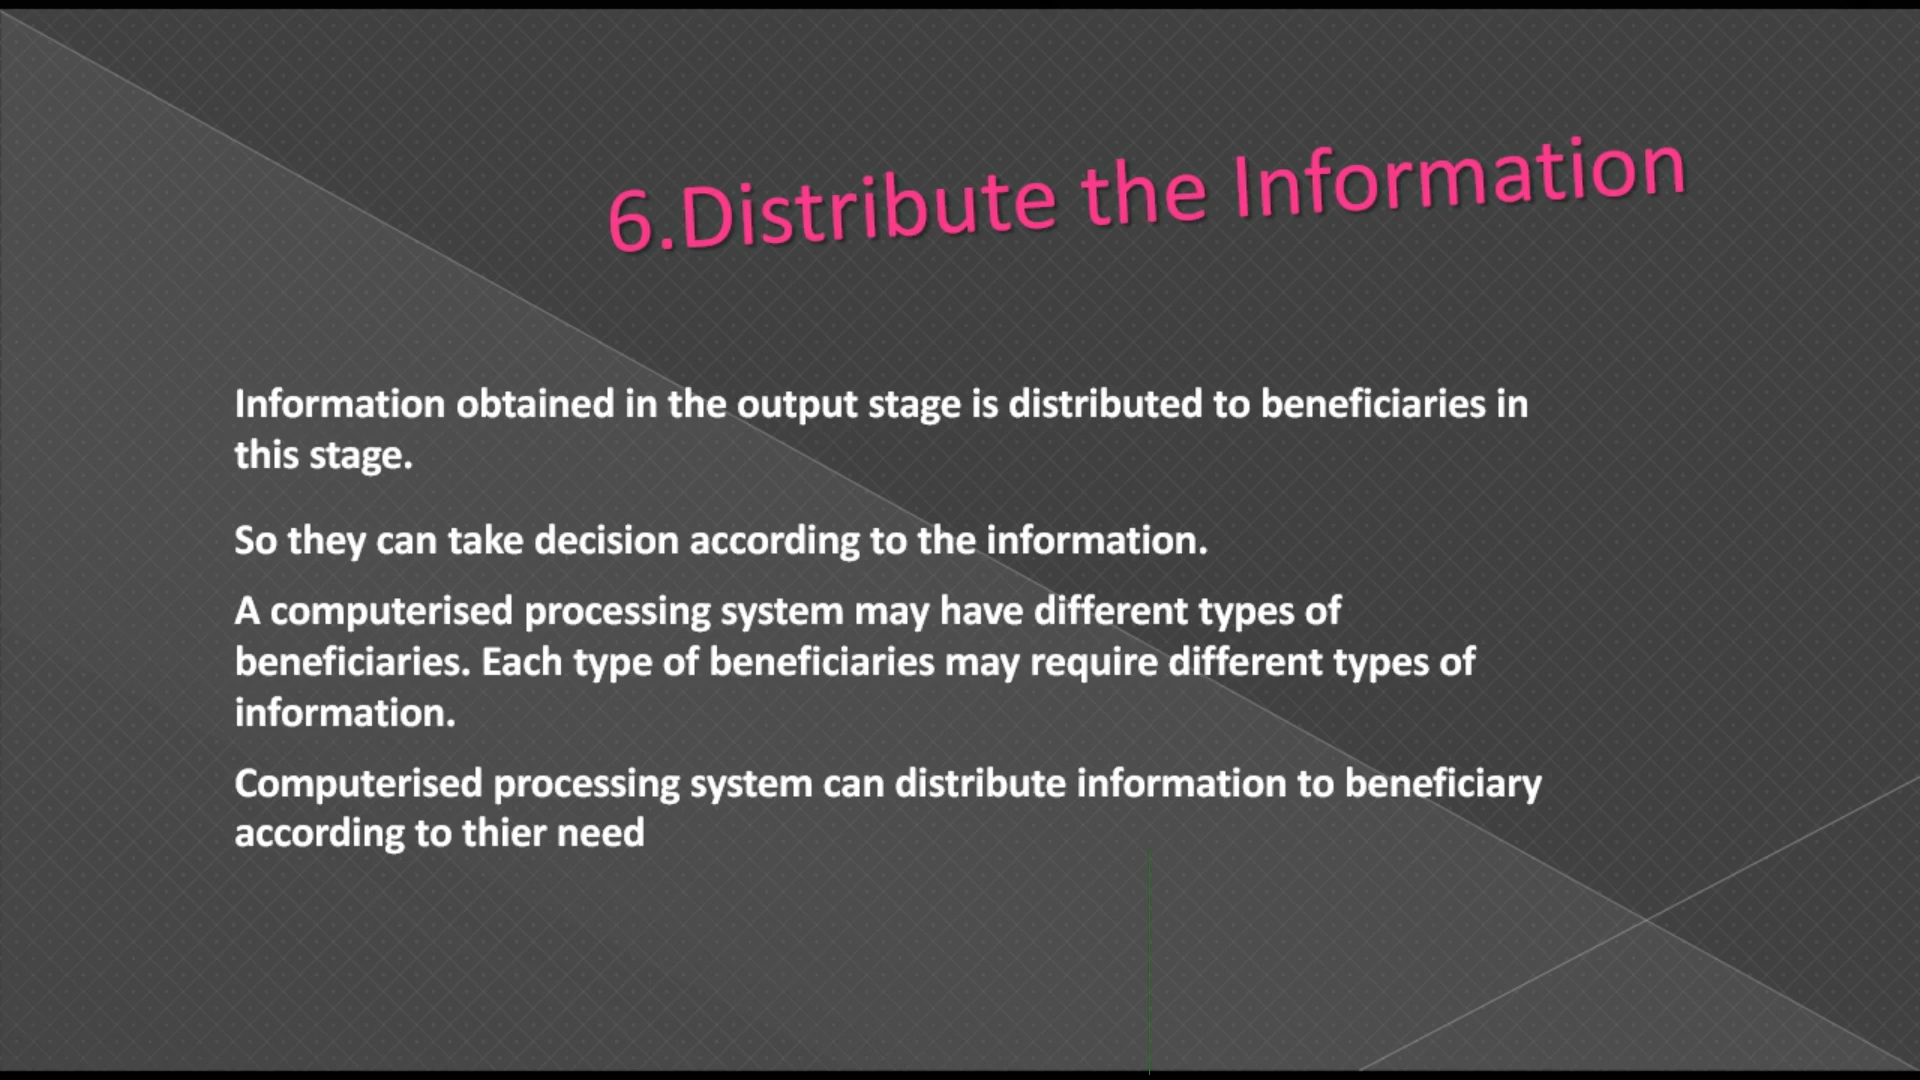 6.Distribute the Information
Information obtained in the output stage is distributed to beneficiaries in
this stage.
So they can take decision according to the information.
A computerised processing system may have different types of
beneficiaries. Each type of beneficiaries may require different types of
information.
Computerised processing system can distribute information to beneficiary
according to thier need